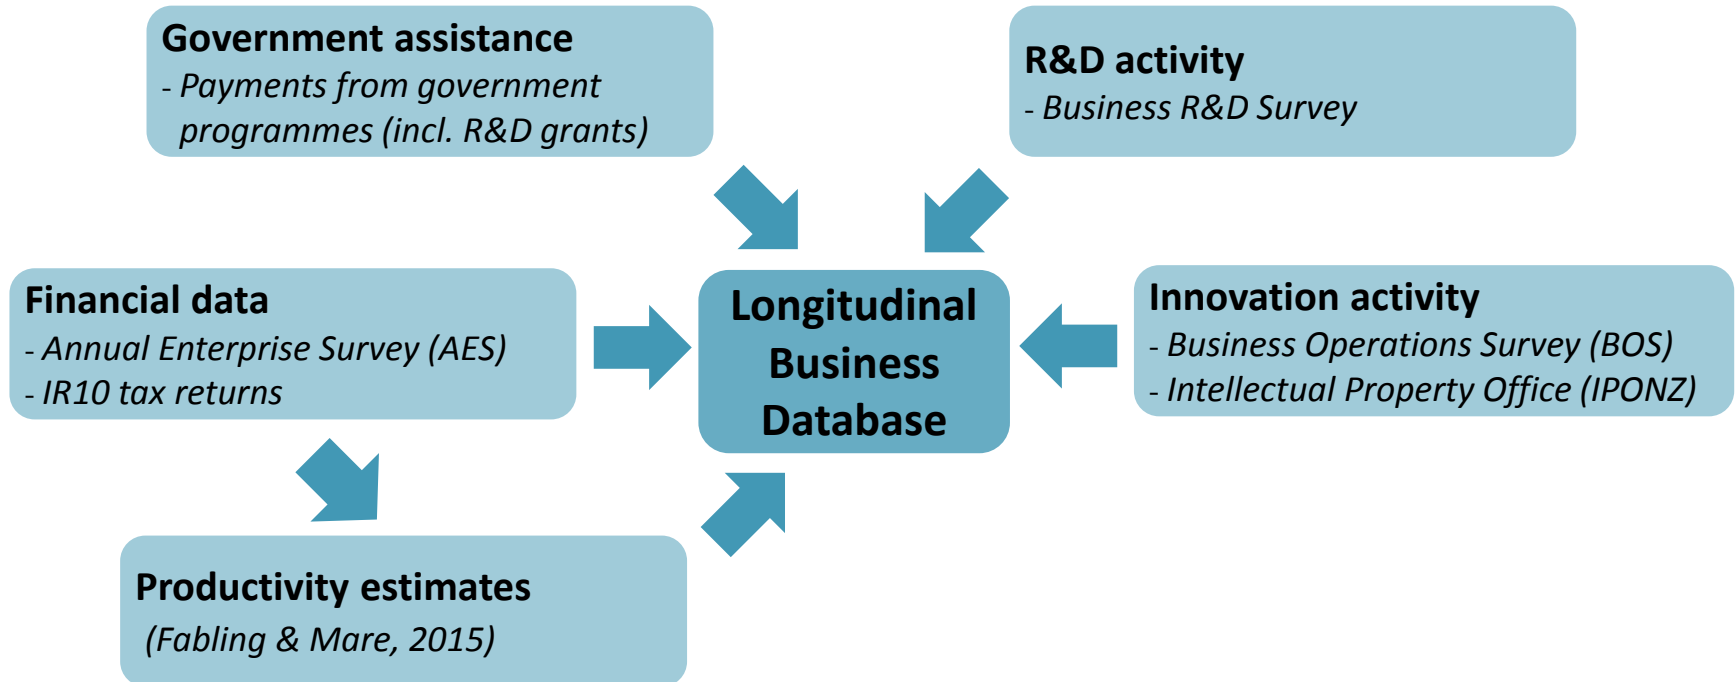 Government assistance
- Payments from government
programmes (incl. R&D grants)
R&D activity
- Business R&D Survey
Financial data
- Annual Enterprise Survey (AES)
- IR10 tax returns
Longitudinal
Business
Database
Innovation activity
- Business Operations Survey (BOS)
- Intellectual Property Office (IPONZ)
Productivity estimates
(Fabling & Mare, 2015)